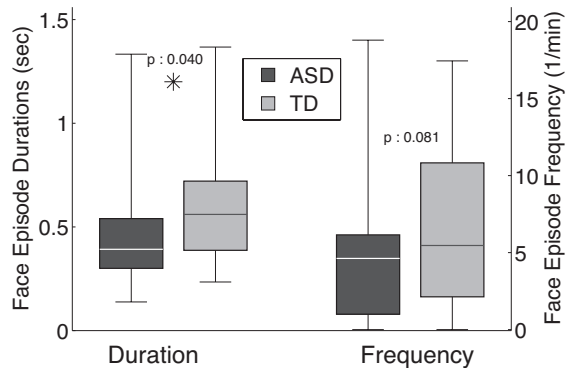 Face Episode Durations (sec)
1.5
1
0.5
0
p : 0.040
ASD
TD
p : 0.081
20
15
10
5
0
Face Episode Frequency (1/min)
Duration
Frequency